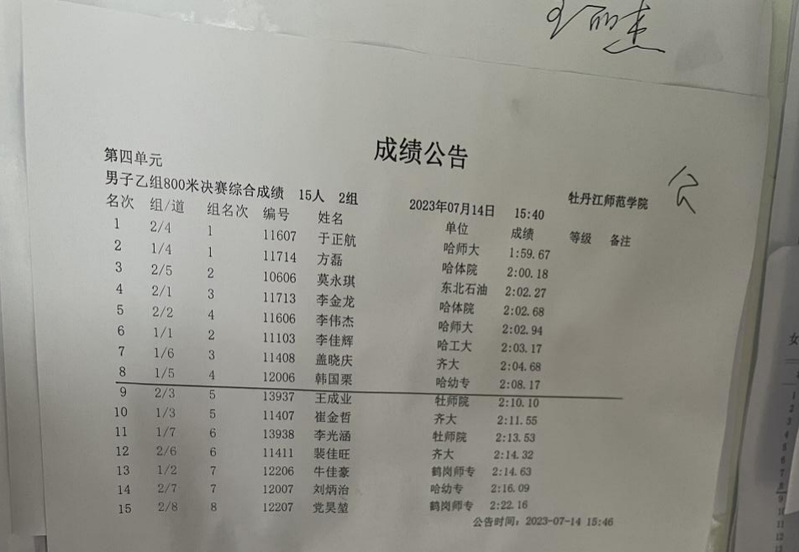 成绩公告
第四单元
男子乙组800米决赛综合成绩 15人 2组 2023年07月14日 15:40 牡丹江师范学院
名次 组/道 组名次 编号 姓名 单位 成绩 等级 备注
1 2/4 1 11607 于正航 哈师大 1:59.67
2 1/4 1 11714 方磊 哈体院 2:00.18
3 2/5 2 10606 莫永琪 东北石油 2:02.27
4 2/1 3 11713 李金龙 哈体院 2:02.68
5 2/2 4 11606 李伟杰 哈师大 2:02.94
6 1/1 2 11103 李佳辉 哈工大 2:03.17
7 1/6 3 11408 盖晓庆 齐大 2:04.68
8 1/5 4 12006 韩国栗 哈幼专 2:08.17
9 2/3 5 13937 王成业 牡师院 2:10.10
10 1/3 5 11407 崔金哲 齐大 2:11.55
11 1/7 6 13938 李光涵 牡师院 2:13.53
12 2/6 6 11411 裴佳旺 齐大 2:14.32
13 1/2 7 12206 牛佳豪 鹤岗师专 2:14.63
14 2/7 7 12007 刘炳治 哈幼专 2:16.09
15 2/8 8 12207 党昊堃 鹤岗师专 2:22.16
公告时间：2023-07-14 15:46
女